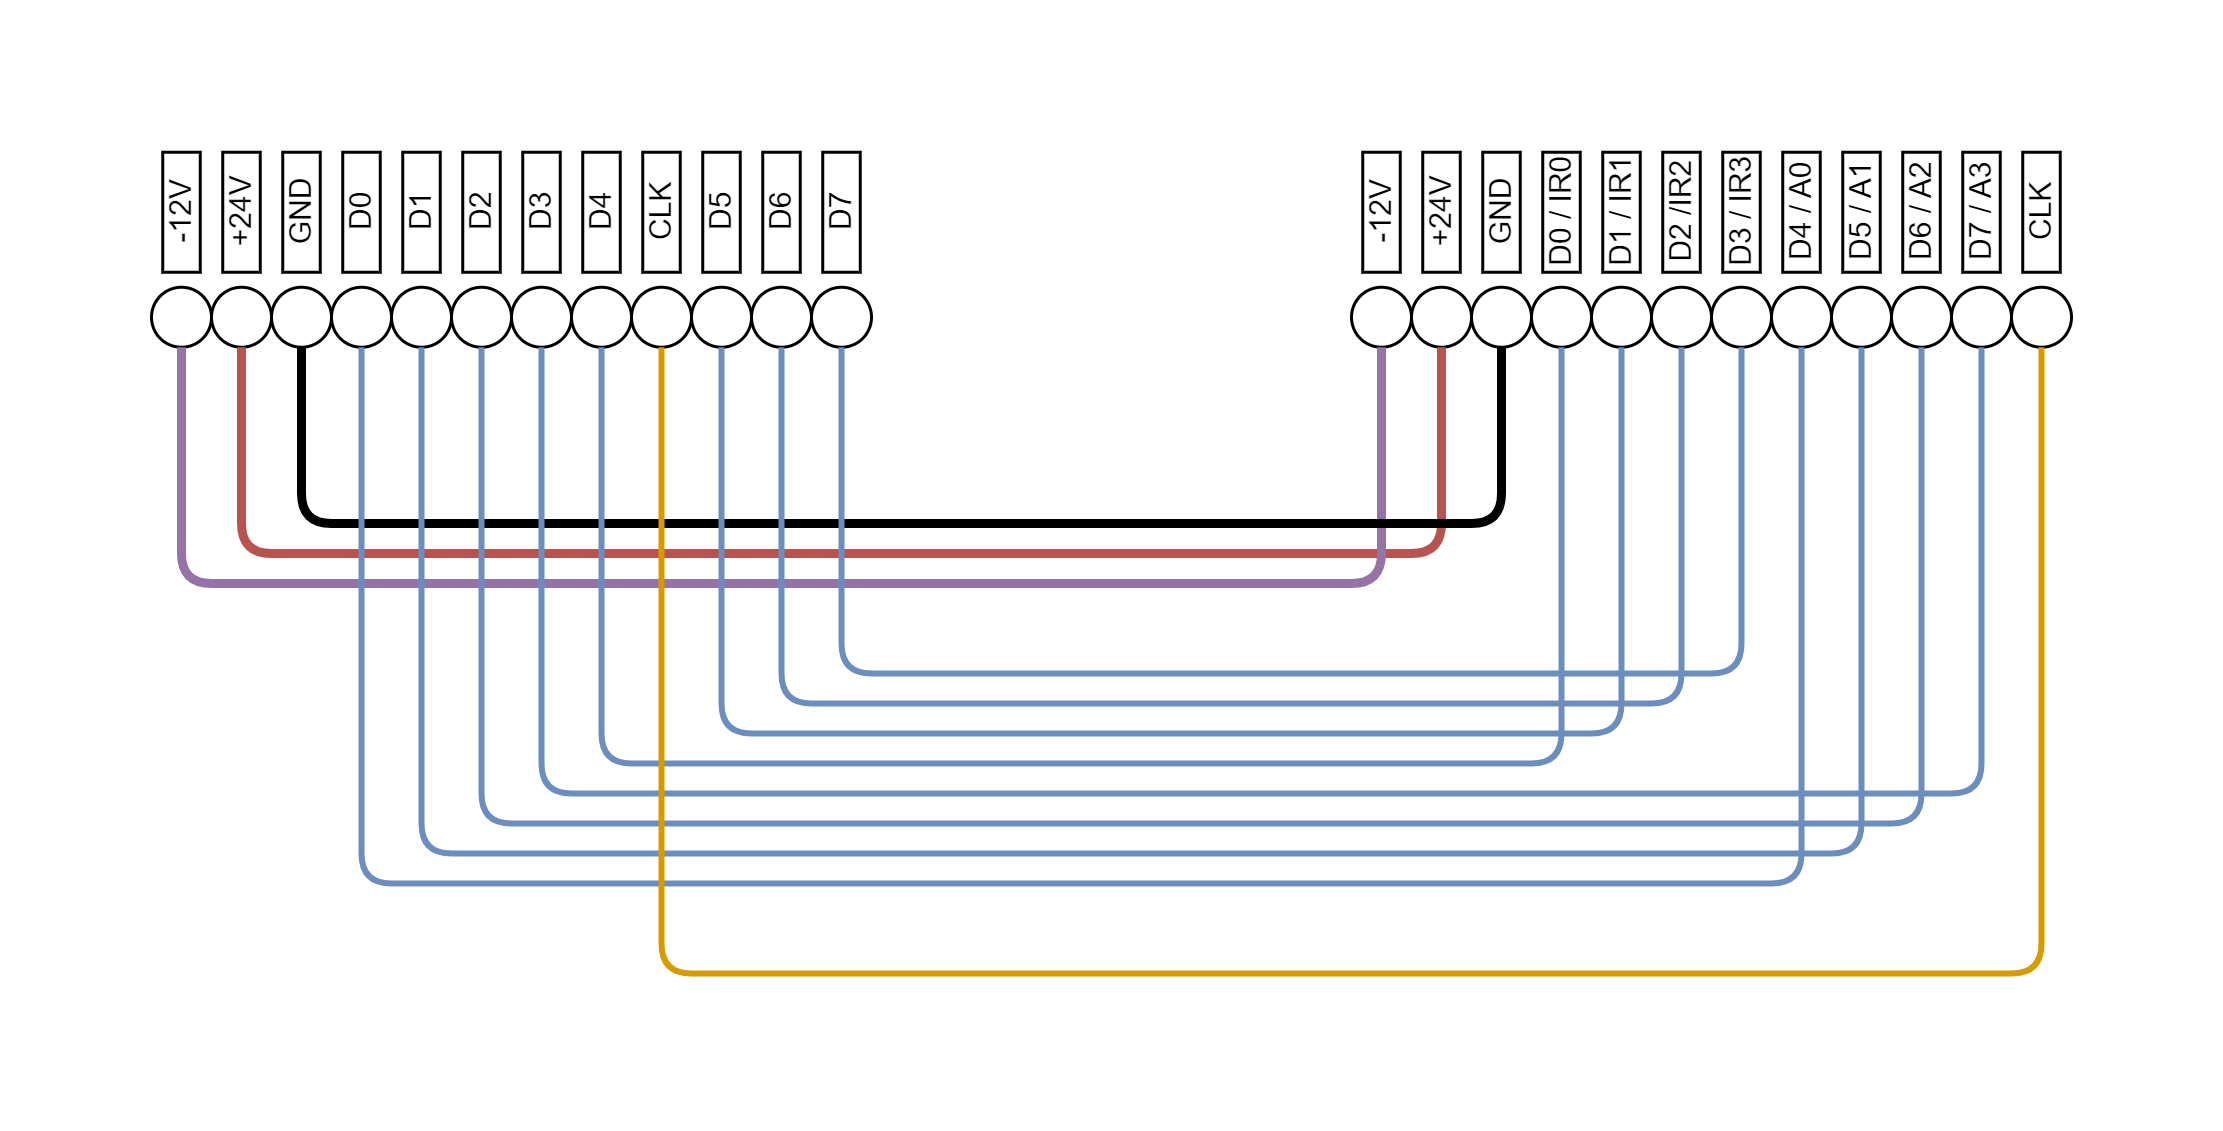 -12V
+24V
GND
D0
D1
D2
D3
D4
CLK
D5
D6
D7
-12V
+24V
GND
D0 / IR0
D1 / IR1
D2 /IR2
D3 / IR3
D4 / A0
D5 / A1
D6 / A2
D7 / A3
CLK